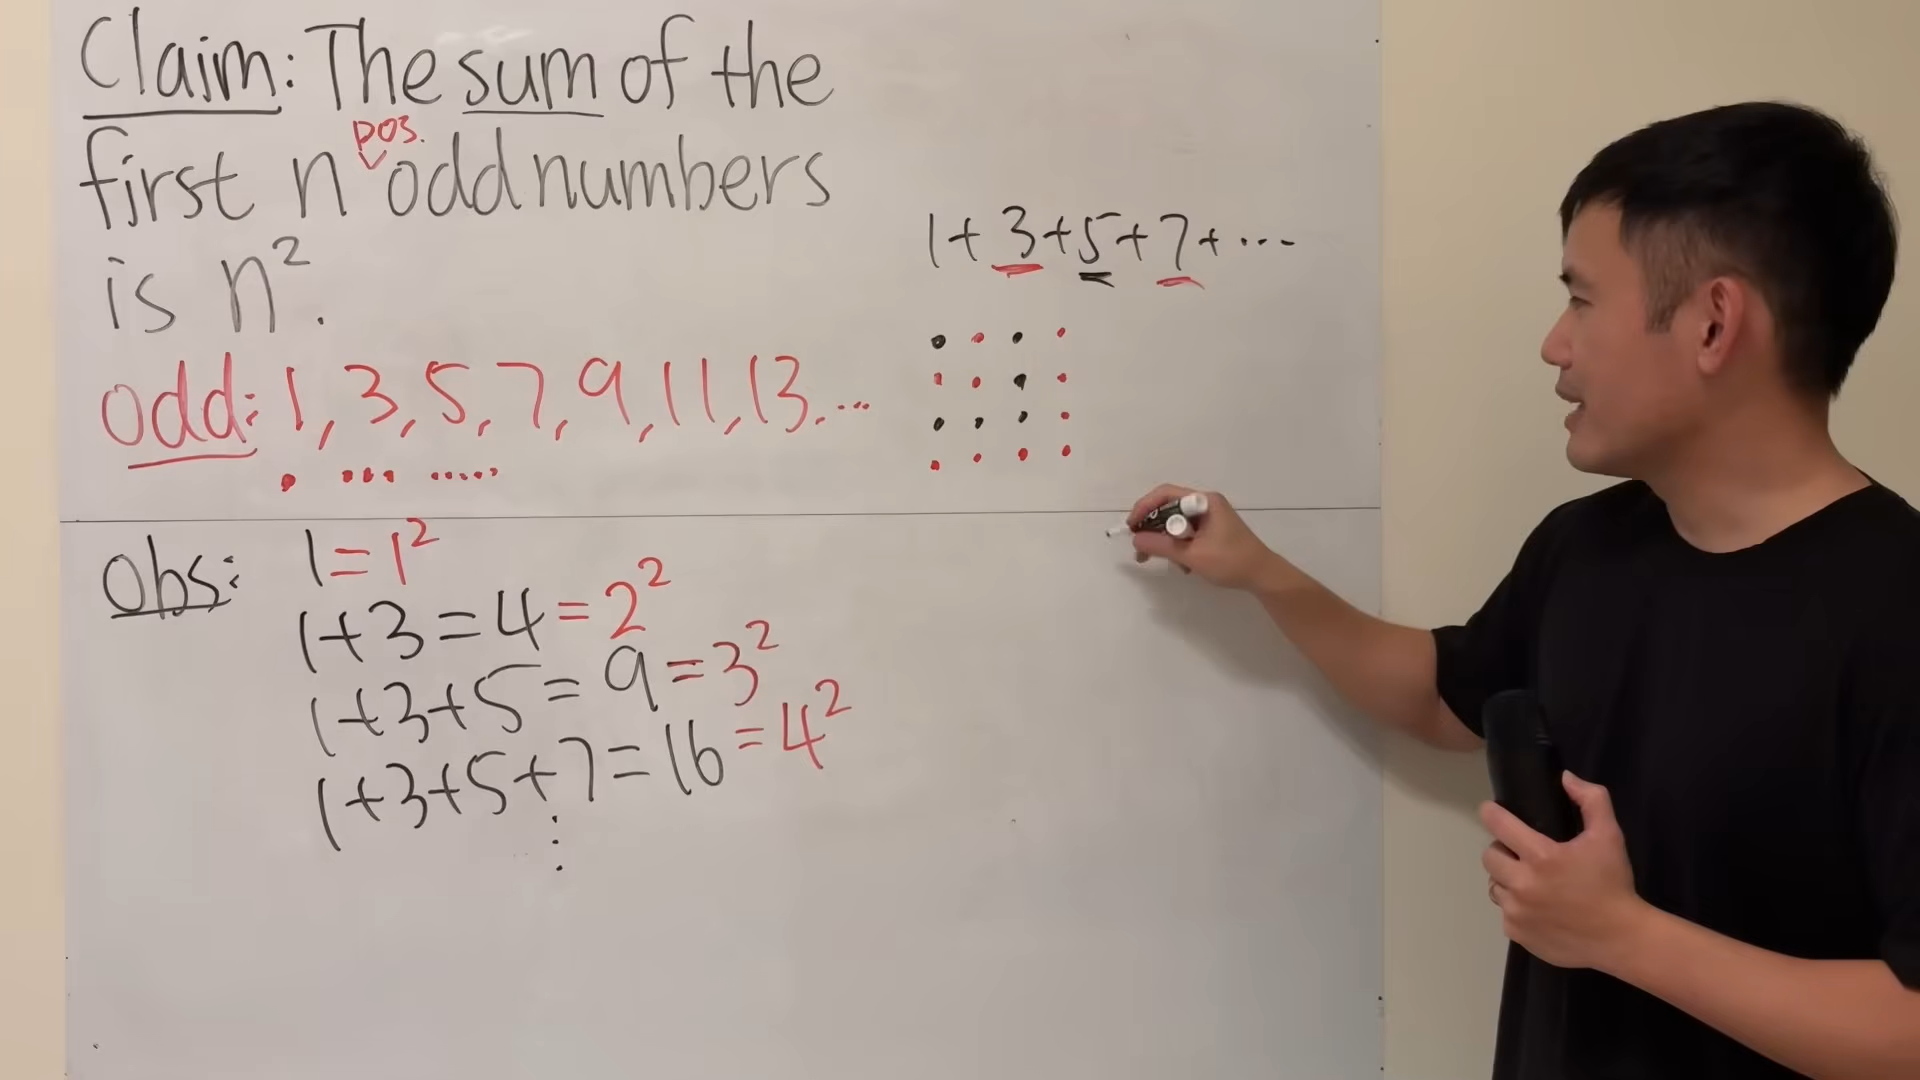 Claim: The sum of the
pos.
first n odd numbers
is n².
odd: 1, 3, 5, 7, 9, 11, 13, ...
1+3+5+7+...
Obs: 1=1²
1+3=4=2²
1+3+5=9=3²
1+3+5+7=16=4²
⋮